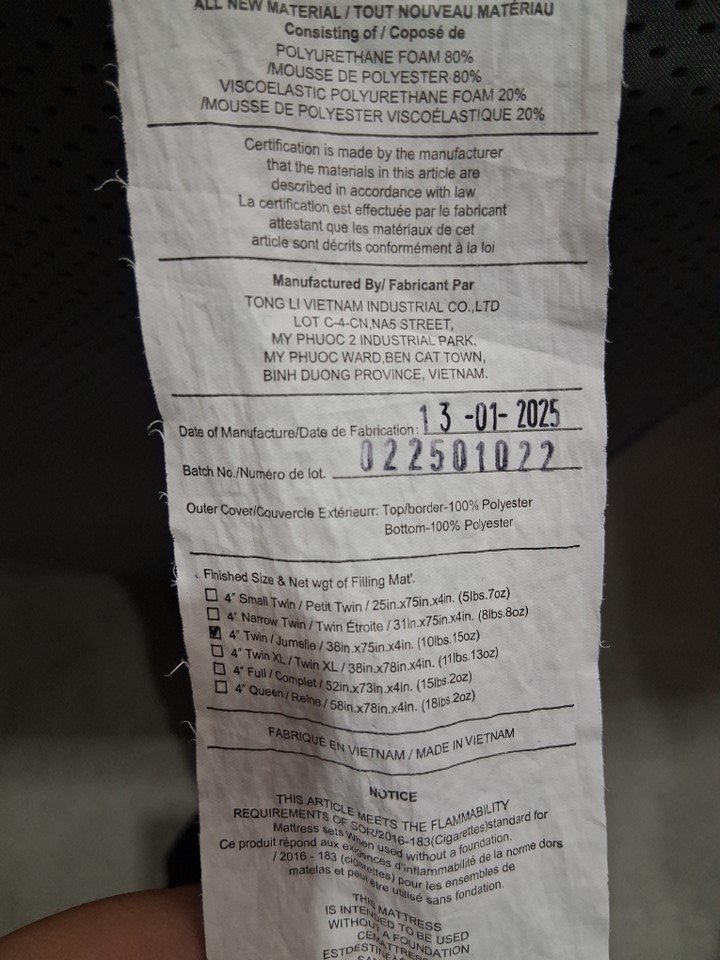 ALL NEW MATERIAL / TOUT NOUVEAU MATÉRIAU
Consisting of / Coposé de
POLYURETHANE FOAM 80%
/MOUSSE DE POLYESTER 80%
VISCOELASTIC POLYURETHANE FOAM 20%
/MOUSSE DE POLYESTER VISCOÉLASTIQUE 20%
Certification is made by the manufacturer
that the materials in this article are
described in accordance with law
La certification est effectuée par le fabricant
attestant que les matériaux de cet
article sont décrits conformément à la loi
Manufactured By/ Fabricant Par
TONG LI VIETNAM INDUSTRIAL CO.,LTD
LOT C-4-CN,NA5 STREET,
MY PHUOC 2 INDUSTRIAL PARK,
MY PHUOC WARD,BEN CAT TOWN,
BINH DUONG PROVINCE, VIETNAM.
Date of Manufacture/Date de Fabrication: 13-01-2025
Batch No./Numéro de lot. 022501022
Outer Cover/Couvercle Extérieurr: Top/border-100% Polyester
Bottom-100% Polyester
Finished Size & Net wgt of Filling Mat'.
☐ 4" Small Twin / Petit Twin / 25in.x75in.x4in. (5lbs.7oz)
☐ 4" Narrow Twin / Twin Étroite / 31in.x75in.x4in. (8lbs.8oz)
☑ 4" Twin / Jumelle / 38in.x75in.x4in. (10lbs.15oz)
☐ 4" Twin XL / Twin XL / 38in.x78in.x4in. (11lbs.13oz)
☐ 4" Full / Complet / 52in.x73in.x4in. (15lbs.2oz)
☐ 4" Queen / Reine / 58in.x78in.x4in. (18lbs.2oz)
FABRIQUÉ EN VIETNAM / MADE IN VIETNAM
NOTICE
THIS ARTICLE MEETS THE FLAMMABILITY
REQUIREMENTS OF SOR/2016-183(Cigarettes)standard for
Mattress sets when used without a foundation.
Ce produit répond aux exigences d'inflammabilité de la norme dors
/ 2016 - 183 (cigarettes) pour les ensembles de
matelas et peut être utilisé sans fondation.
THIS MATTRESS
IS INTENDED TO BE USED
WITHOUT A FOUNDATION
CE MATTRESS
EST DESTINÉ